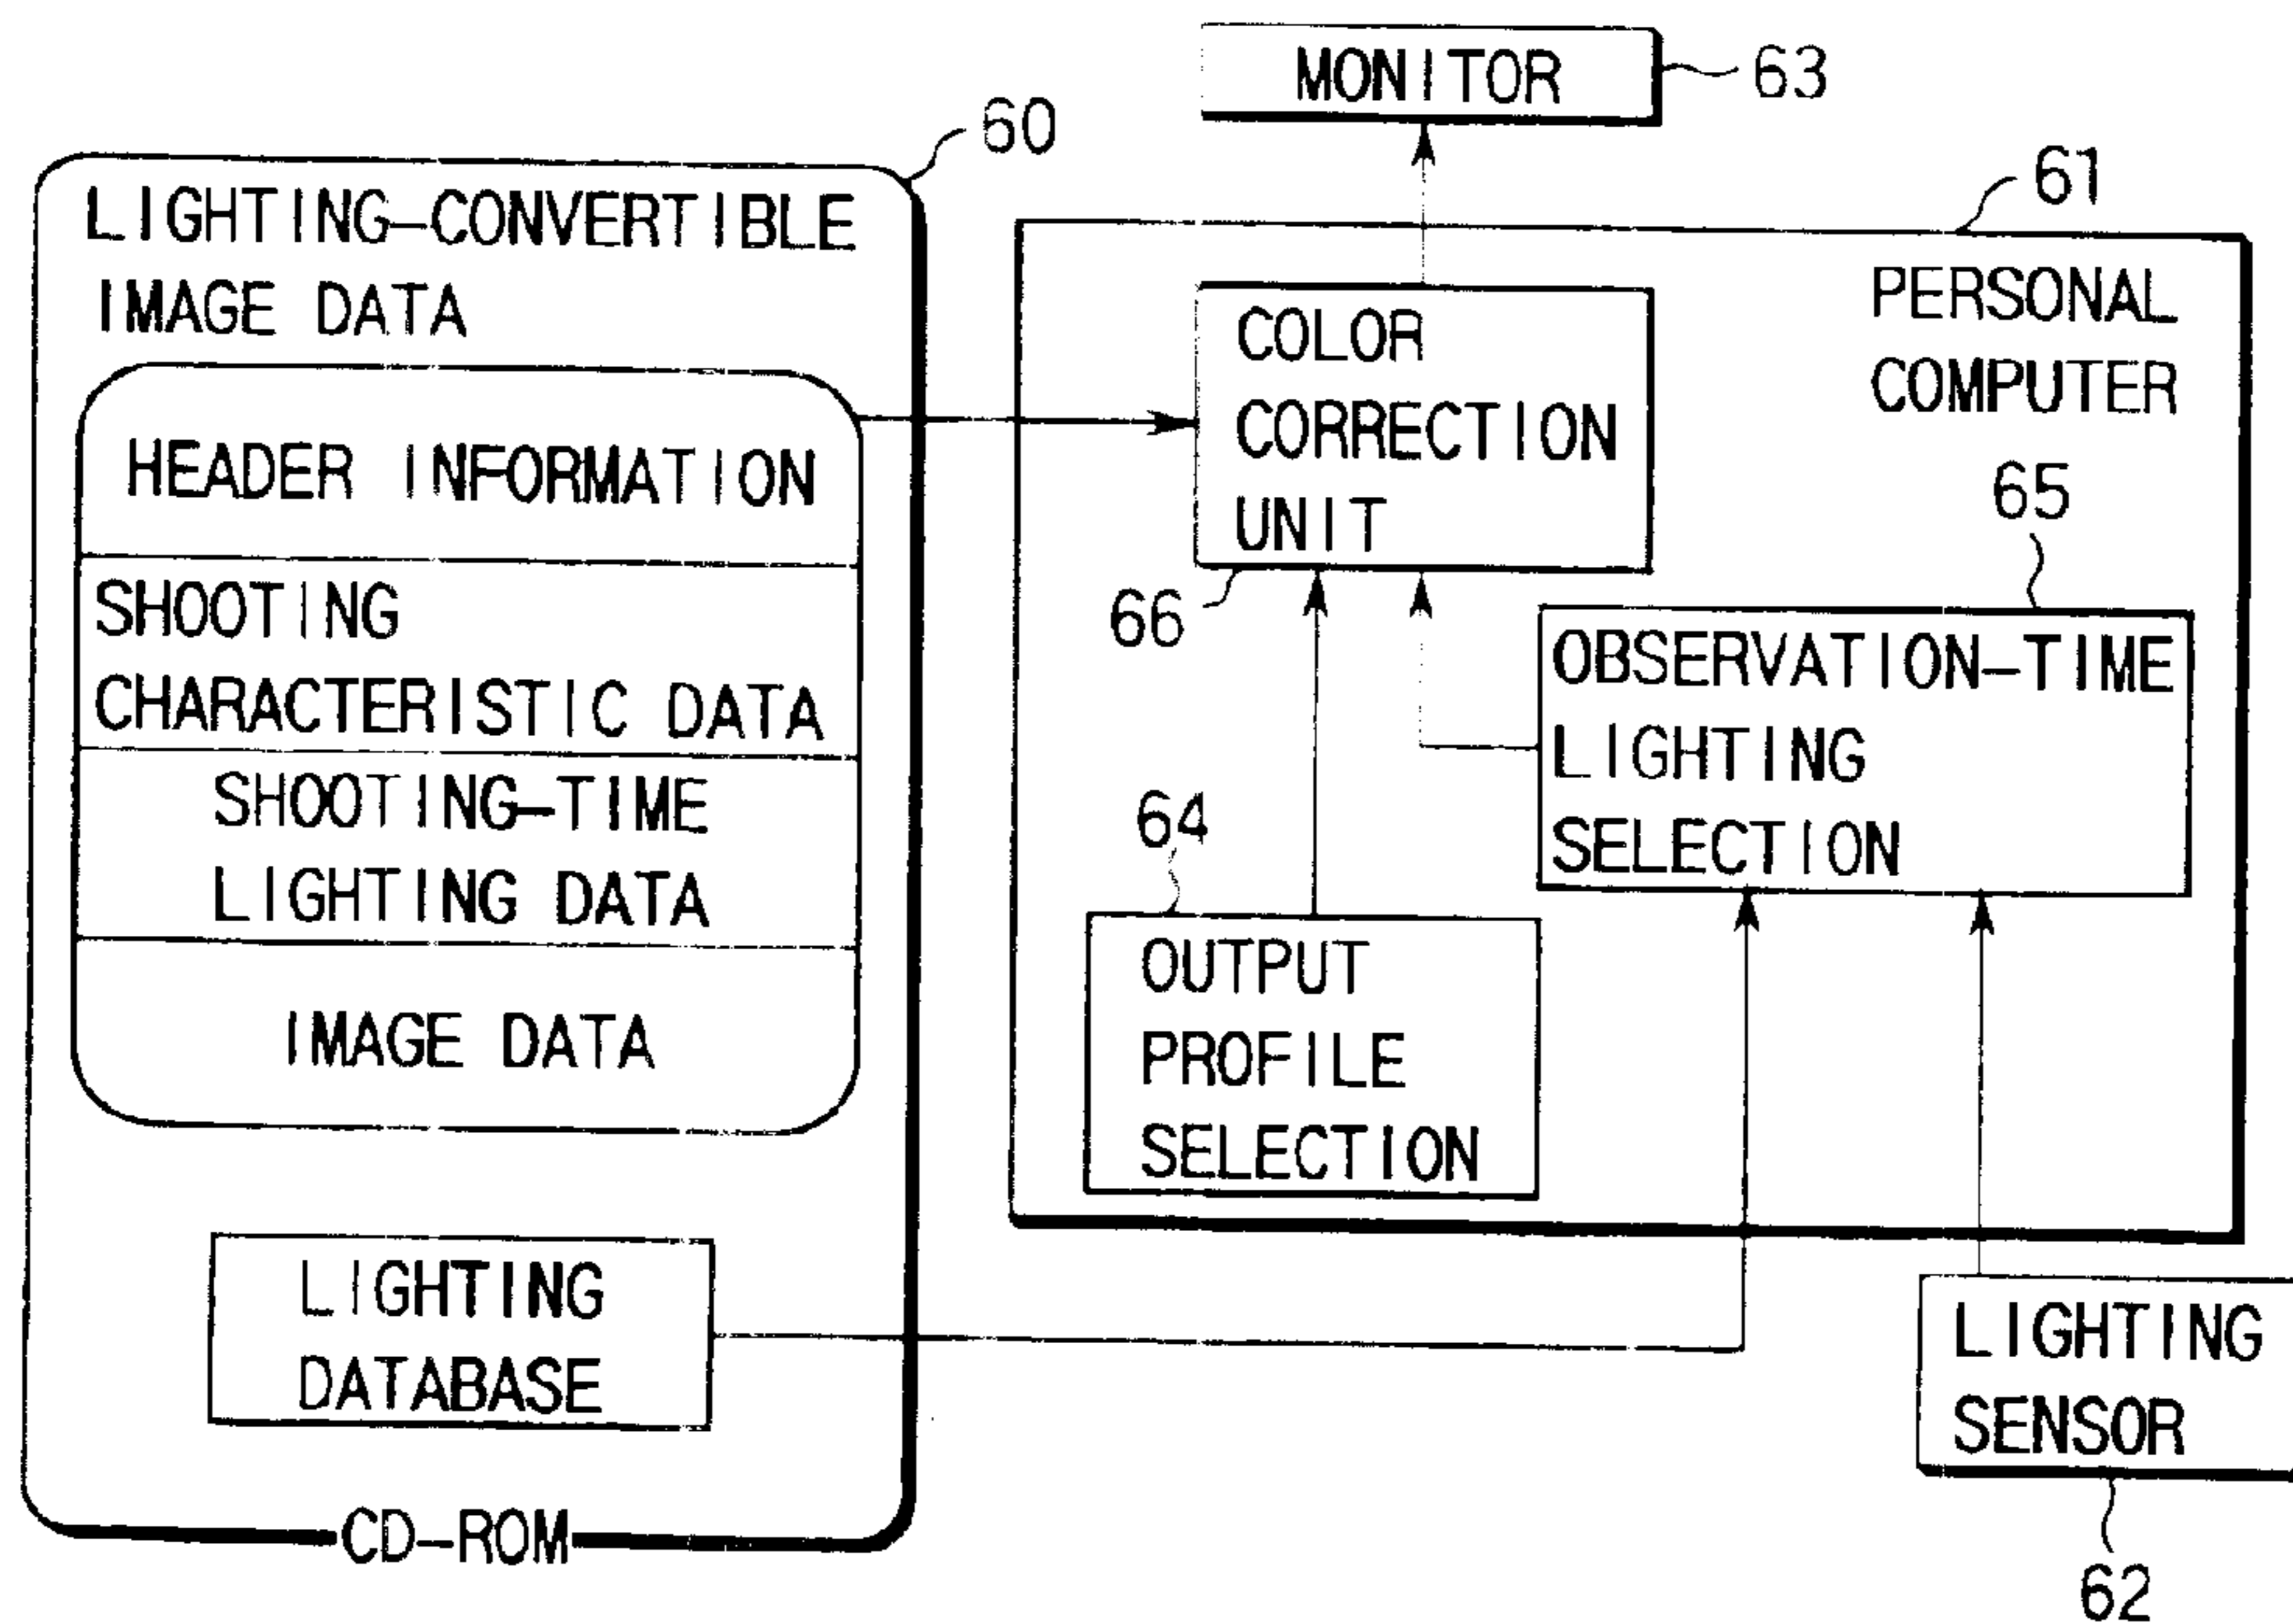 MONITOR
63
60
LIGHTING-CONVERTIBLE
IMAGE DATA
HEADER INFORMATION
SHOOTING
CHARACTERISTIC DATA
SHOOTING-TIME
LIGHTING DATA
IMAGE DATA
LIGHTING
DATABASE
CD-ROM
61
PERSONAL
COMPUTER
COLOR
CORRECTION
UNIT
66
65
OBSERVATION-TIME
LIGHTING
SELECTION
64
OUTPUT
PROFILE
SELECTION
LIGHTING
SENSOR
62